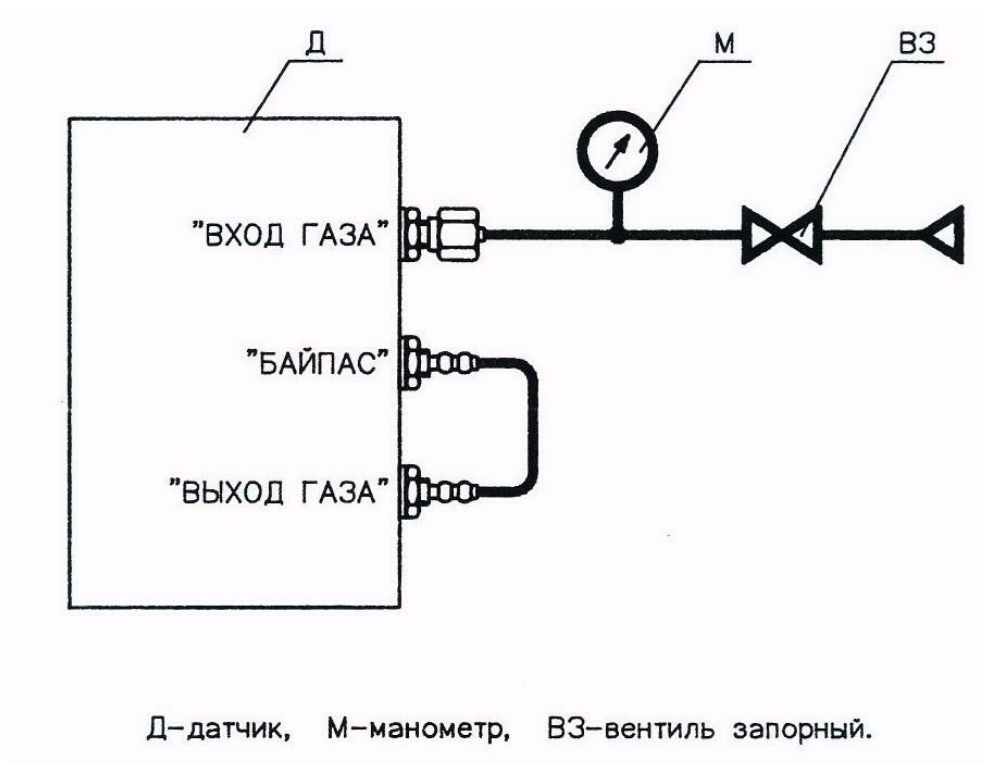 Д М ВЗ
"ВХОД ГАЗА"
"БАЙПАС"
"ВЫХОД ГАЗА"
Д-датчик, М-манометр, ВЗ-вентиль запорный.